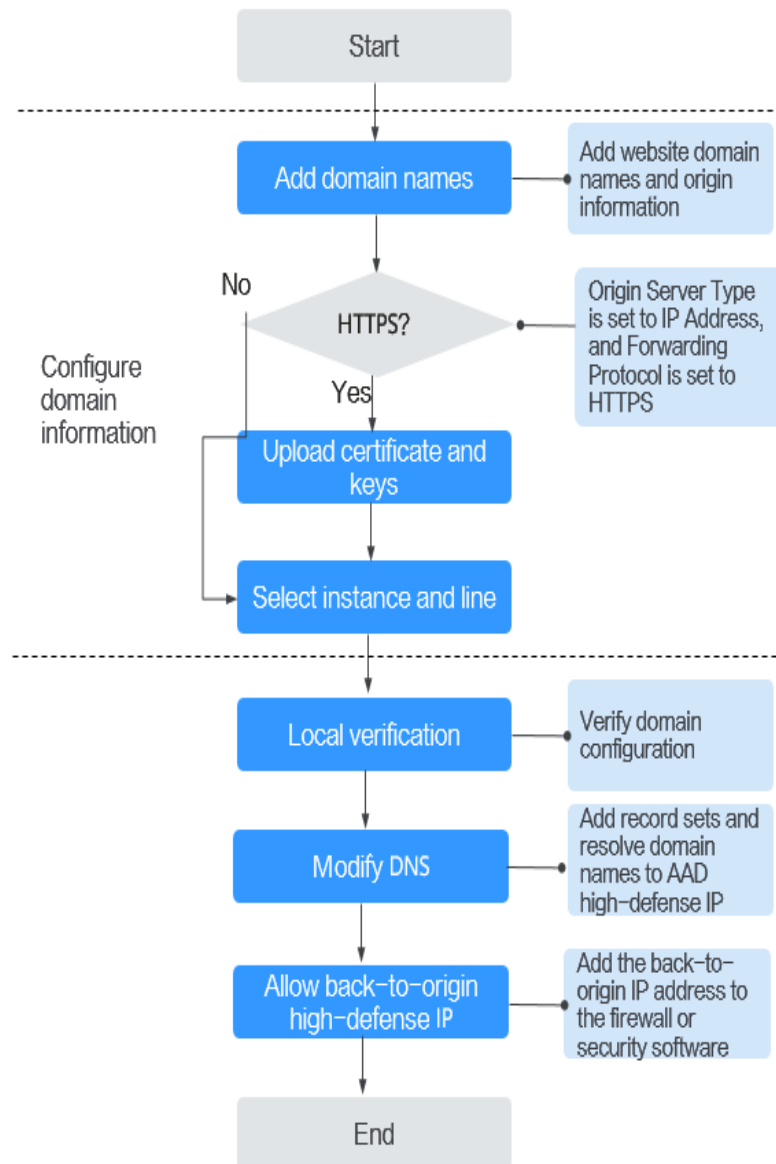 Start
Add domain names
Add website domain
names and origin
information
No
HTTPS?
Origin Server Type
is set to IP Address,
and Forwarding
Protocol is set to
HTTPS
Configure
domain
information
Yes
Upload certificate and
keys
Select instance and line
Local verification
Verify domain
configuration
Modify DNS
Add record sets and
resolve domain
names to AAD
high-defense IP
Allow back-to-origin
high-defense IP
Add the back-to-
origin IP address to
the firewall or
security software
End